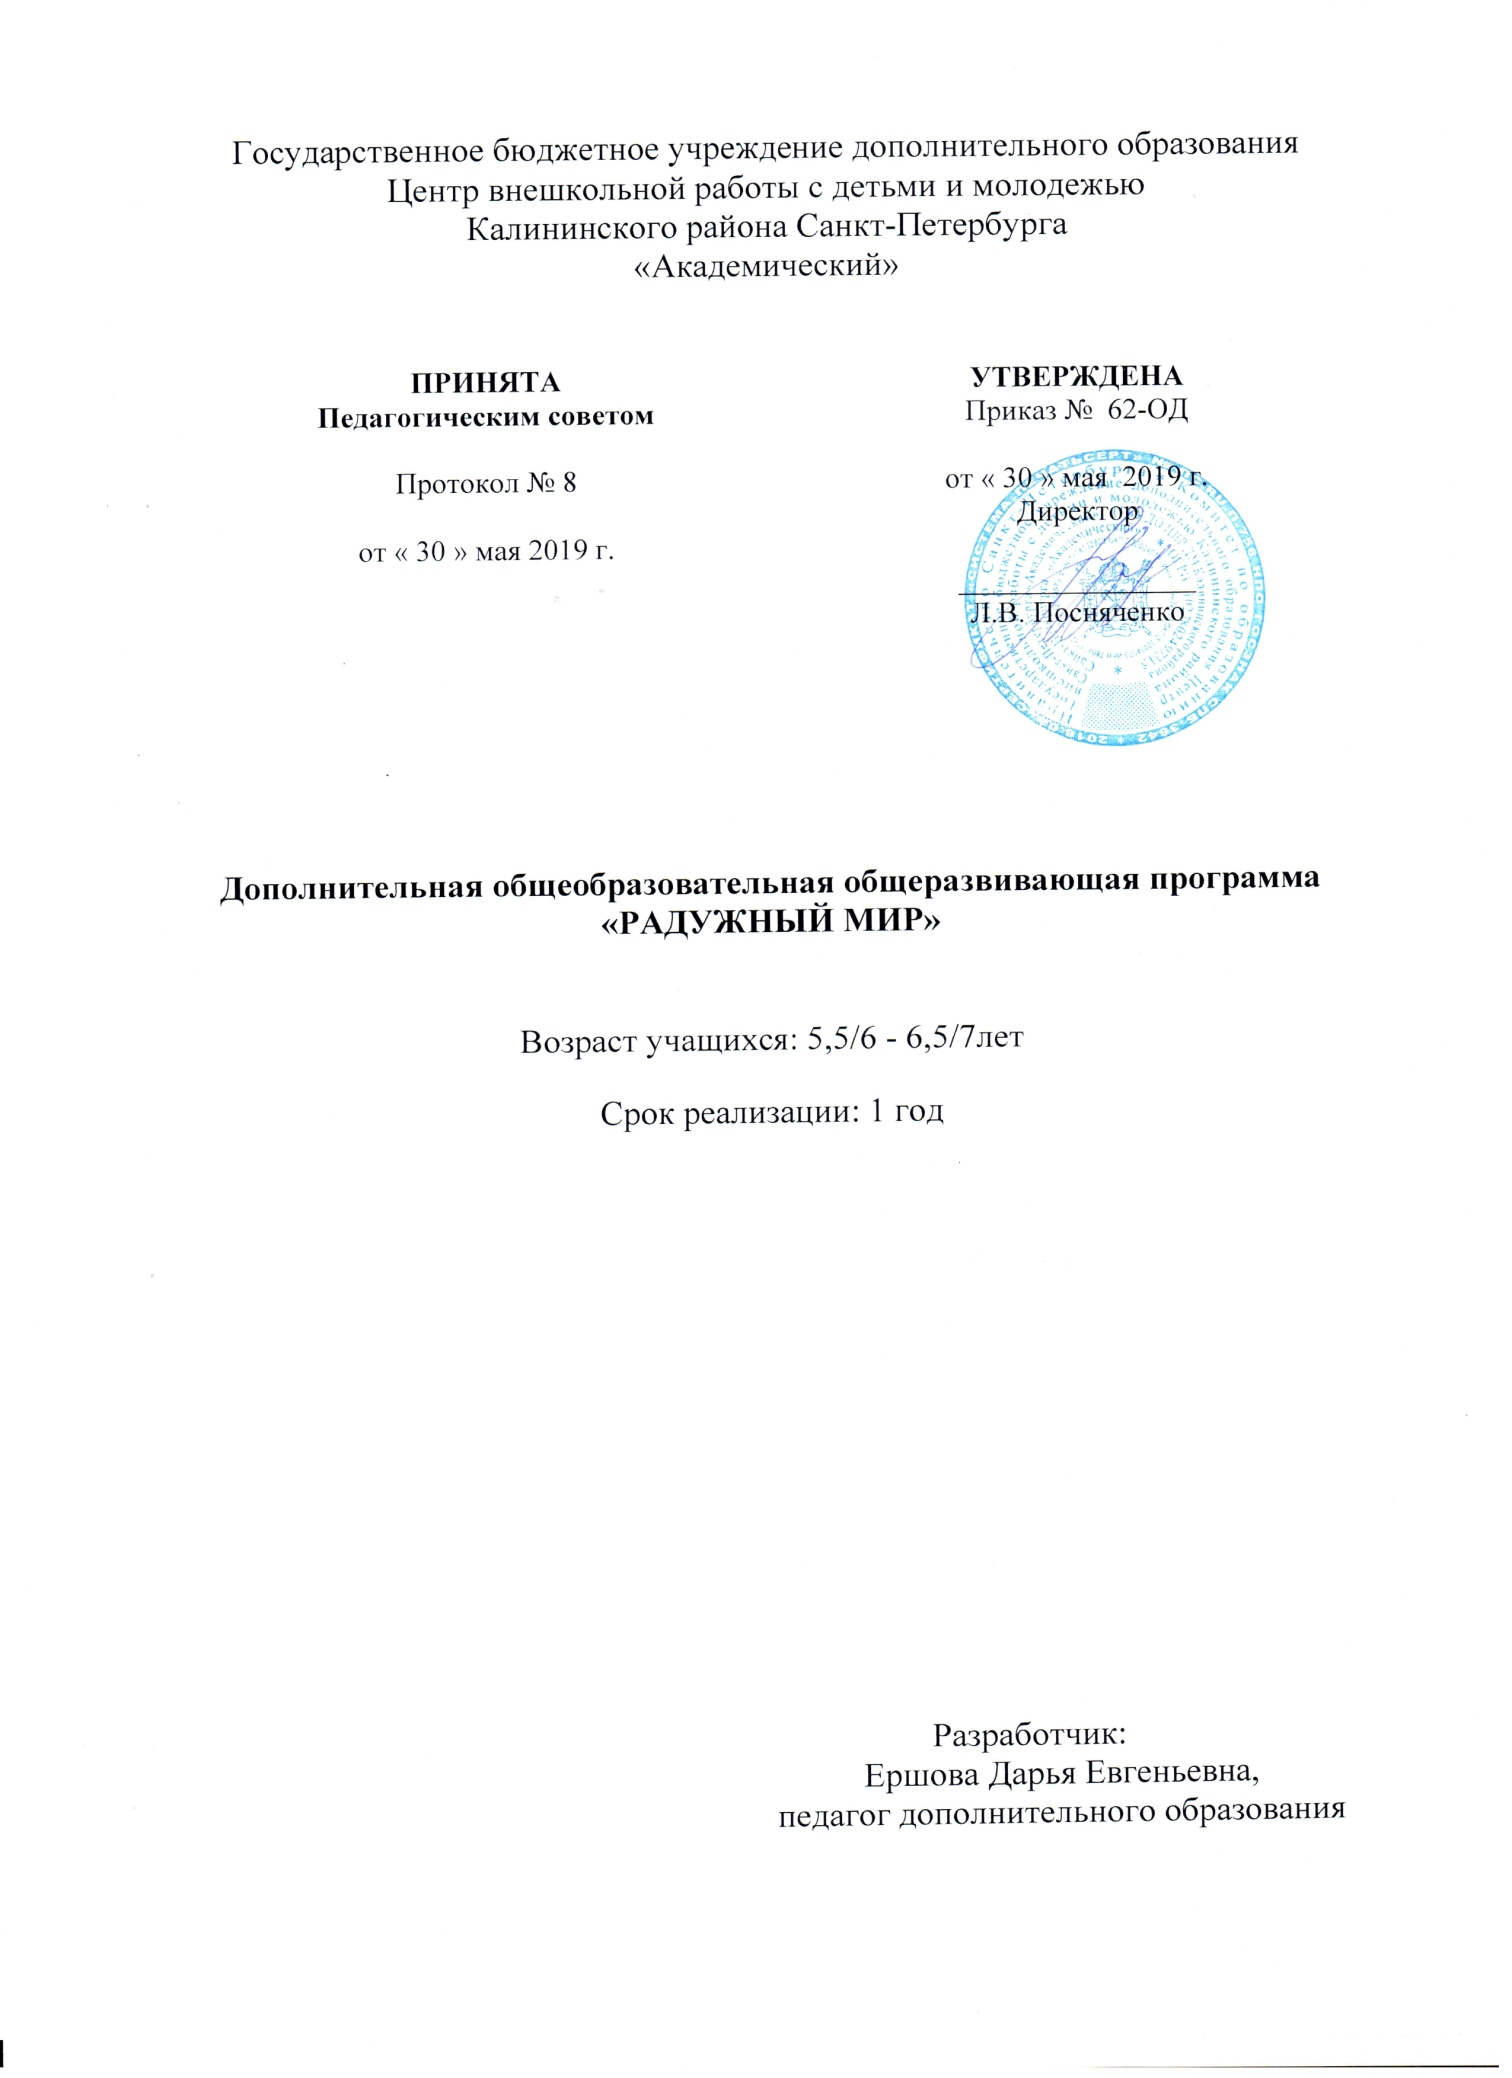 Государственное бюджетное учреждение дополнительного образования
Центр внешкольной работы с детьми и молодежью
Калининского района Санкт-Петербурга
«Академический»
ПРИНЯТА
Педагогическим советом
Протокол № 8
от « 30 » мая 2019 г.
УТВЕРЖДЕНА
Приказ № 62-ОД
от « 30 » мая 2019 г.
Директор
Л.В. Посняченко
Дополнительная общеобразовательная общеразвивающая программа
«РАДУЖНЫЙ МИР»
Возраст учащихся: 5,5/6 - 6,5/7лет
Срок реализации: 1 год
Разработчик:
Ершова Дарья Евгеньевна,
педагог дополнительного образования